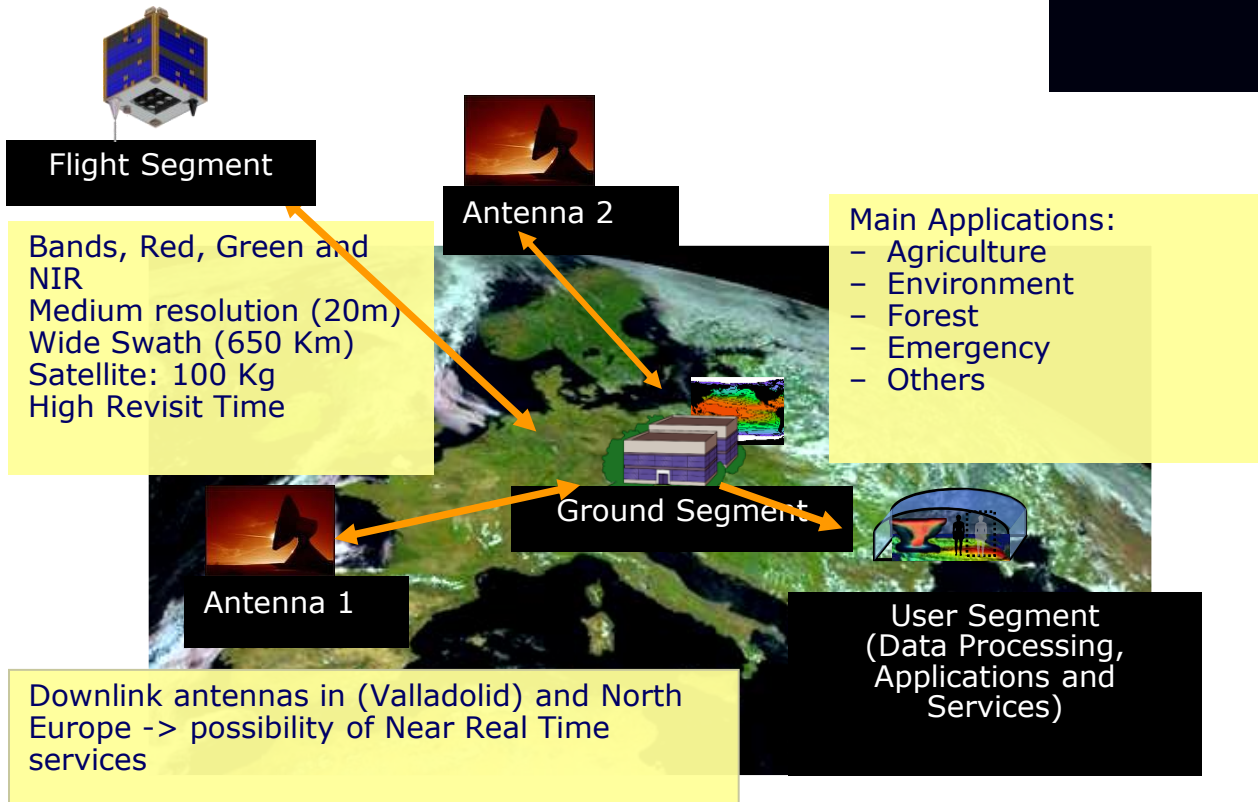 Flight Segment
Antenna 2
Bands, Red, Green and
NIR
Medium resolution (20m)
Wide Swath (650 Km)
Satellite: 100 Kg
High Revisit Time
Main Applications:
– Agriculture
– Environment
– Forest
– Emergency
– Others
Ground Segment
Antenna 1
User Segment
(Data Processing,
Applications and
Services)
Downlink antennas in (Valladolid) and North
Europe -> possibility of Near Real Time
services